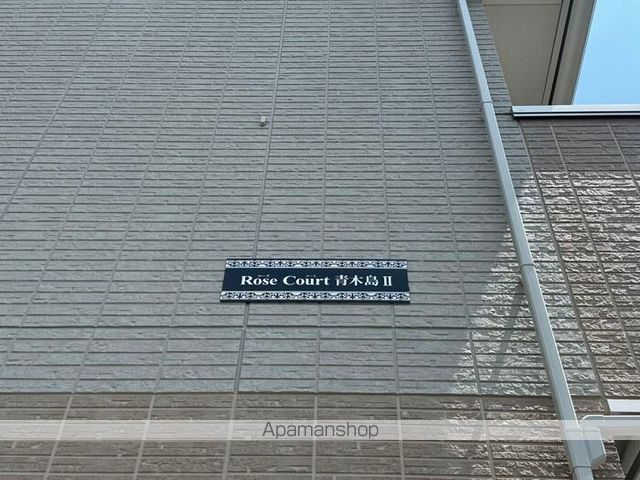 Rose Court 青木島 II
Apamanshop